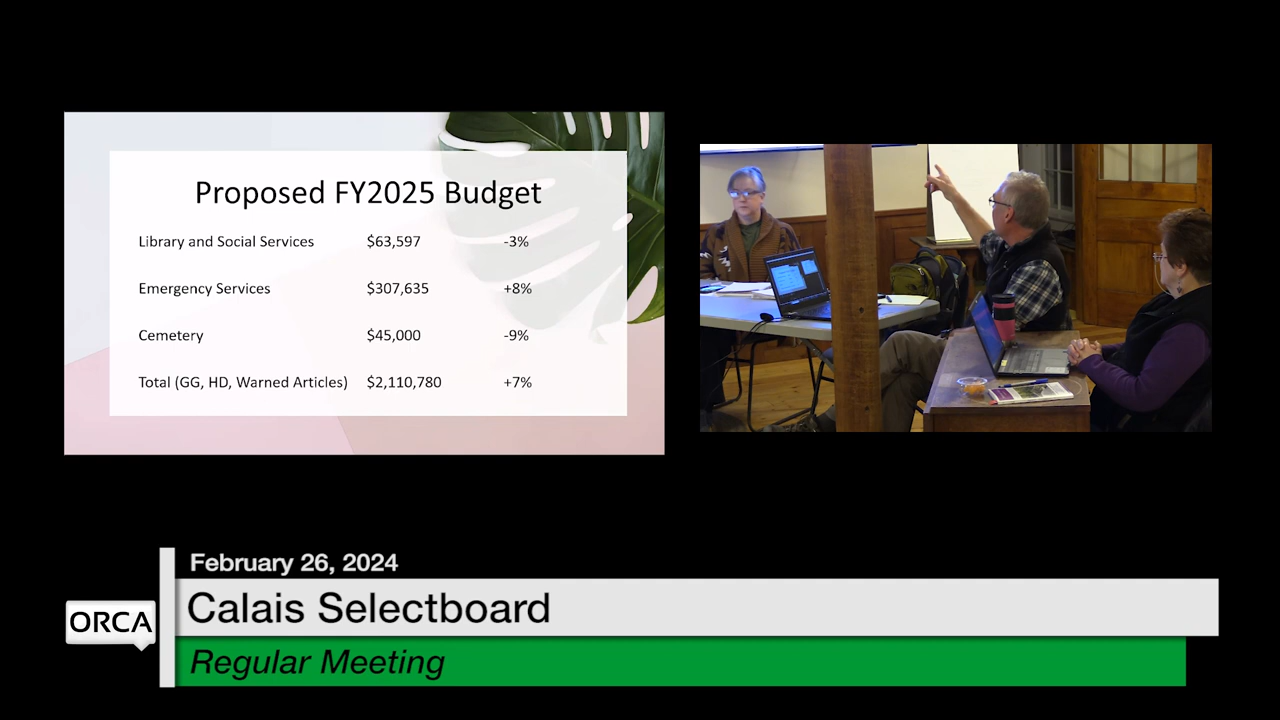 Proposed FY2025 Budget
Library and Social Services $63,597 -3%
Emergency Services $307,635 +8%
Cemetery $45,000 -9%
Total (GG, HD, Warned Articles) $2,110,780 +7%
February 26, 2024
Calais Selectboard
ORCA
Regular Meeting